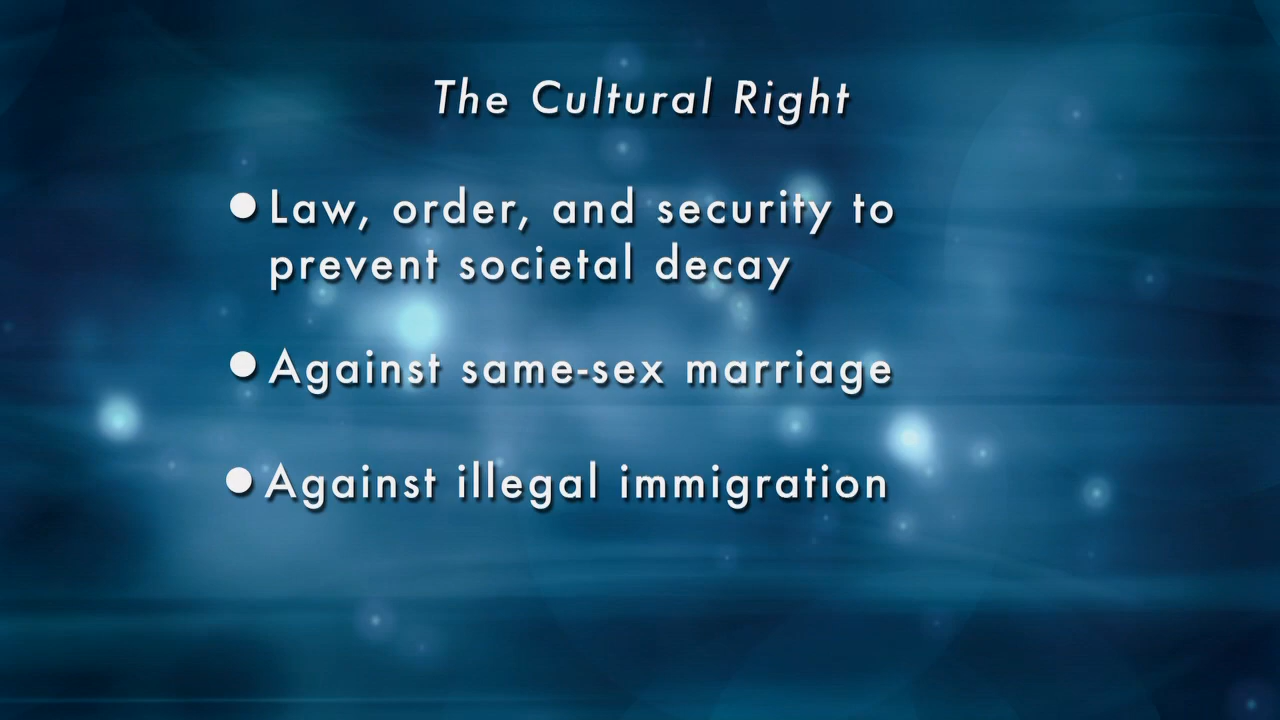 The Cultural Right
● Law, order, and security to
prevent societal decay
● Against same-sex marriage
● Against illegal immigration